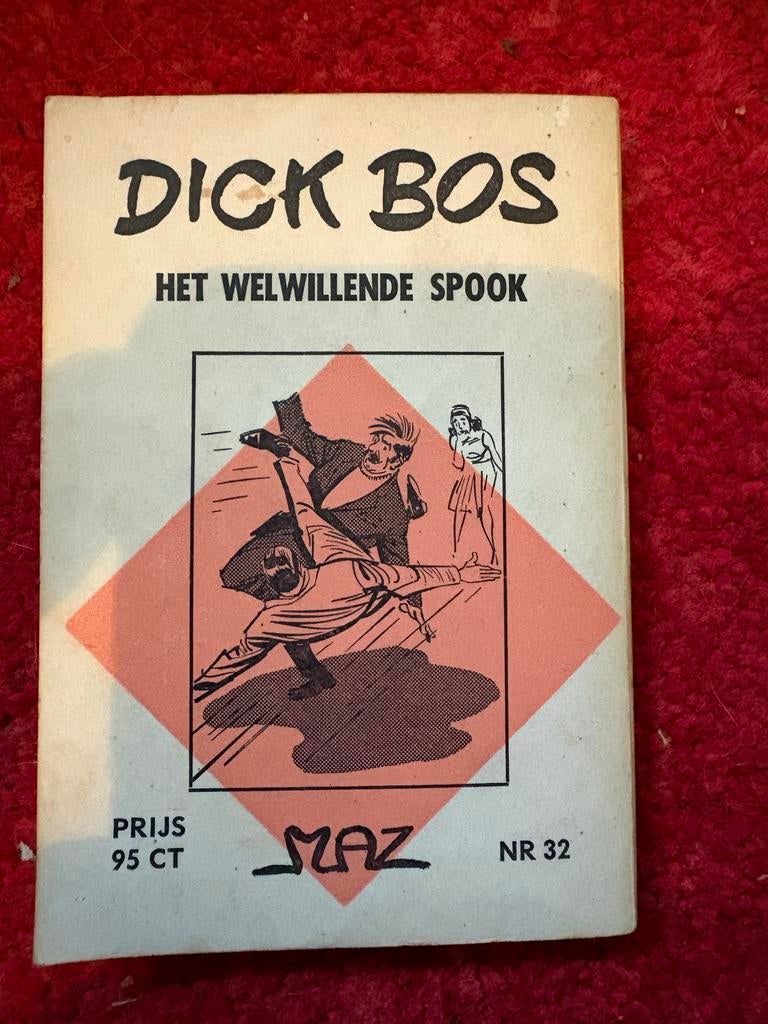 DICK BOS
HET WELWILLENDE SPOOK
PRIJS
95 CT
MAZ
NR 32